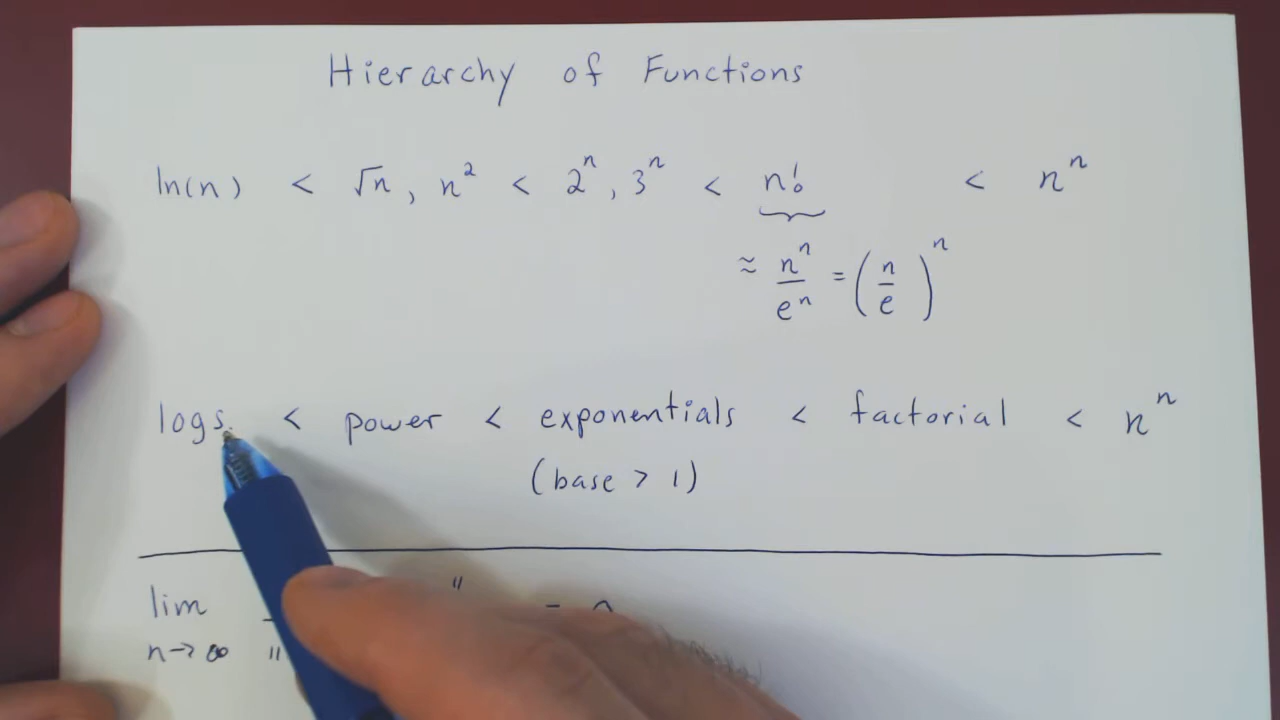 Hierarchy of Functions
ln(n) < √n, n² < 2ⁿ, 3ⁿ < n! < nⁿ
≈ nⁿ/eⁿ = (n/e)ⁿ
logs < power < exponentials < factorial < nⁿ
(base > 1)
lim "
n→∞ "